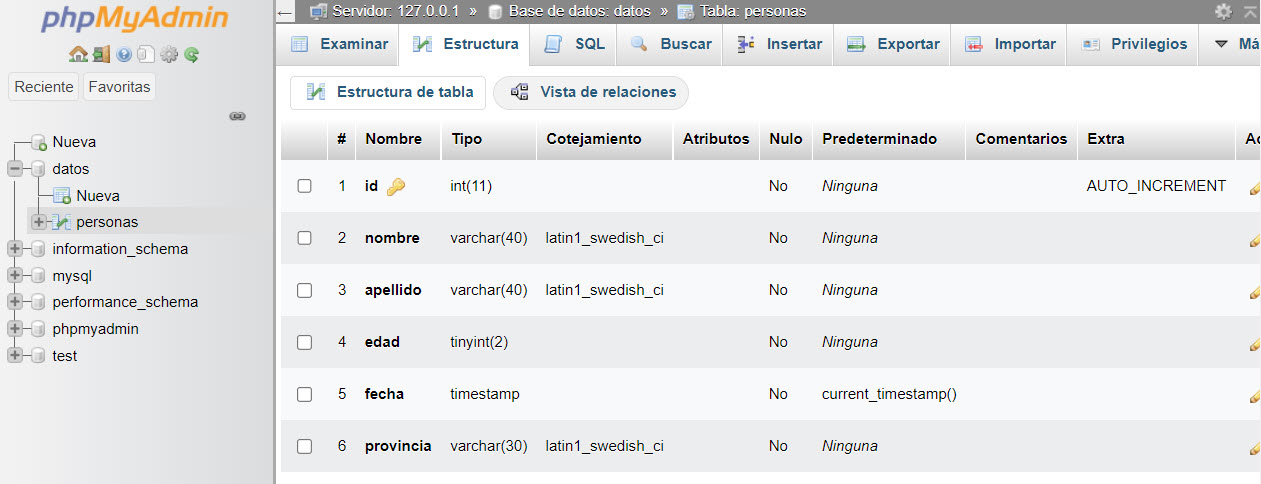 phpMyAdmin
Reciente Favoritas
Nueva
datos
Nueva
personas
information_schema
mysql
performance_schema
phpmyadmin
test
Servidor: 127.0.0.1 » Base de datos: datos » Tabla: personas
Examinar Estructura SQL Buscar Insertar Exportar Importar Privilegios Má
Estructura de tabla Vista de relaciones
# Nombre Tipo Cotejamiento Atributos Nulo Predeterminado Comentarios Extra Ac
1 id int(11) No Ninguna AUTO_INCREMENT
2 nombre varchar(40) latin1_swedish_ci No Ninguna
3 apellido varchar(40) latin1_swedish_ci No Ninguna
4 edad tinyint(2) No Ninguna
5 fecha timestamp No current_timestamp()
6 provincia varchar(30) latin1_swedish_ci No Ninguna